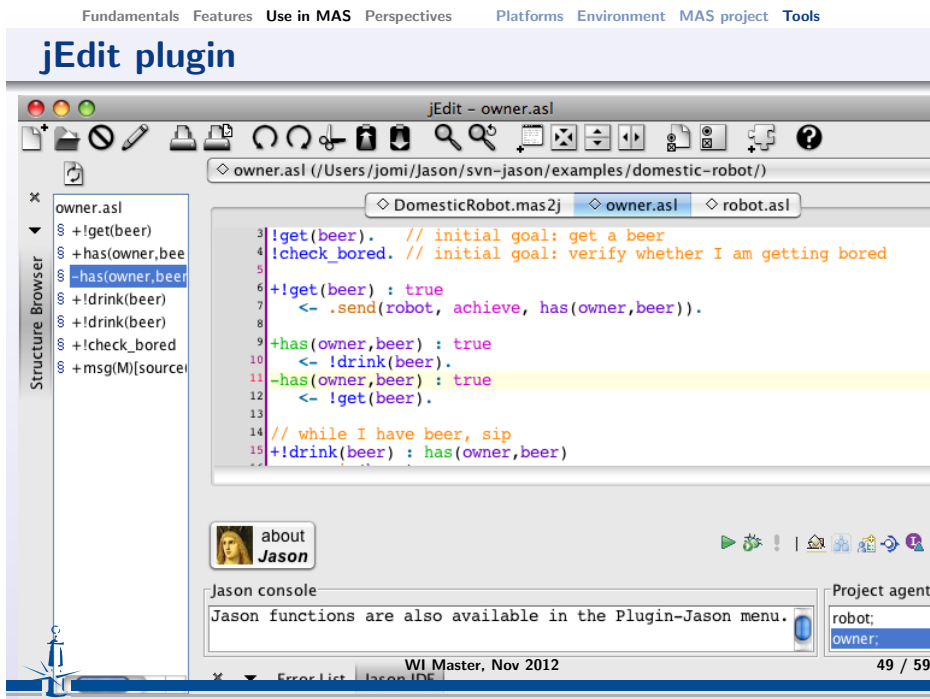 Fundamentals Features Use in MAS Perspectives Platforms Environment MAS project Tools
jEdit plugin
jEdit – owner.asl
owner.asl (/Users/jomi/Jason/svn-jason/examples/domestic-robot/)
DomesticRobot.mas2j owner.asl robot.asl
Structure Browser
owner.asl
§ +!get(beer)
§ +has(owner,bee
§ -has(owner,beer
§ +!drink(beer)
§ +!drink(beer)
§ +!check_bored
§ +msg(M)[source(
3 !get(beer).   // initial goal: get a beer
4 !check_bored. // initial goal: verify whether I am getting bored
5
6 +!get(beer) : true
7    <- .send(robot, achieve, has(owner,beer)).
8
9 +has(owner,beer) : true
10    <- !drink(beer).
11 -has(owner,beer) : true
12    <- !get(beer).
13
14 // while I have beer, sip
15 +!drink(beer) : has(owner,beer)
about
Jason
Jason console
Jason functions are also available in the Plugin-Jason menu.
Project agent
robot;
owner;
WI Master, Nov 2012
49 / 59
Error List Jason IDE